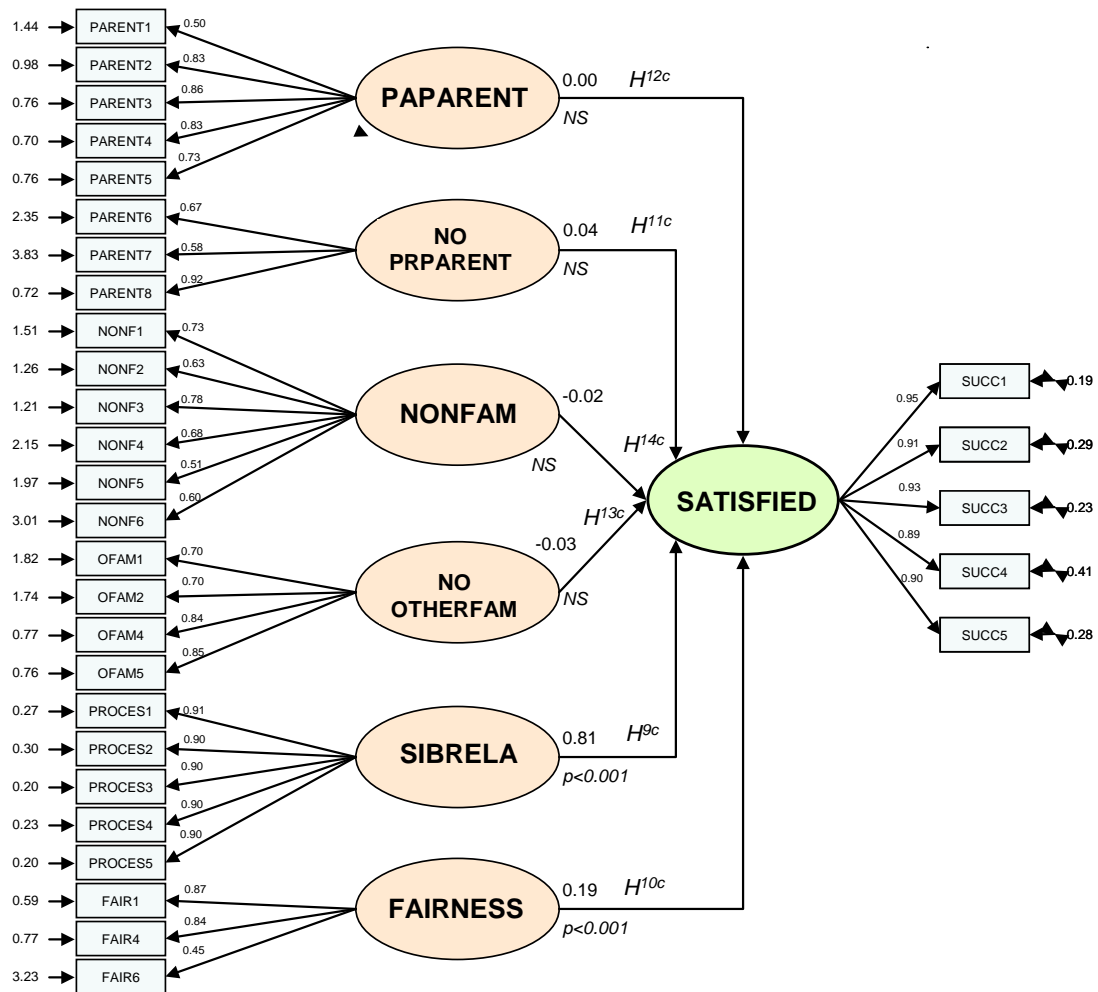 1.44 PARENT1 0.50
0.98 PARENT2 0.83
0.76 PARENT3 0.86
0.70 PARENT4 0.83
0.76 PARENT5 0.73
PAPARENT
0.00 H12c
NS
2.35 PARENT6 0.67
3.83 PARENT7 0.58
0.72 PARENT8 0.92
NO
PRPARENT
0.04 H11c
NS
1.51 NONF1 0.73
1.26 NONF2 0.63
1.21 NONF3 0.78
2.15 NONF4 0.68
1.97 NONF5 0.51
3.01 NONF6 0.60
NONFAM
-0.02
NS
H14c
1.82 OFAM1 0.70
1.74 OFAM2 0.70
0.77 OFAM4 0.84
0.76 OFAM5 0.85
NO
OTHERFAM
H13c
-0.03
NS
0.27 PROCES1 0.91
0.30 PROCES2 0.90
0.20 PROCES3 0.90
0.23 PROCES4 0.90
0.20 PROCES5 0.90
SIBRELA
0.81 H9c
p<0.001
0.59 FAIR1 0.87
0.77 FAIR4 0.84
3.23 FAIR6 0.45
FAIRNESS
0.19 H10c
p<0.001
SATISFIED
0.95 SUCC1 0.19
0.91 SUCC2 0.29
0.93 SUCC3 0.23
0.89 SUCC4 0.41
0.90 SUCC5 0.28